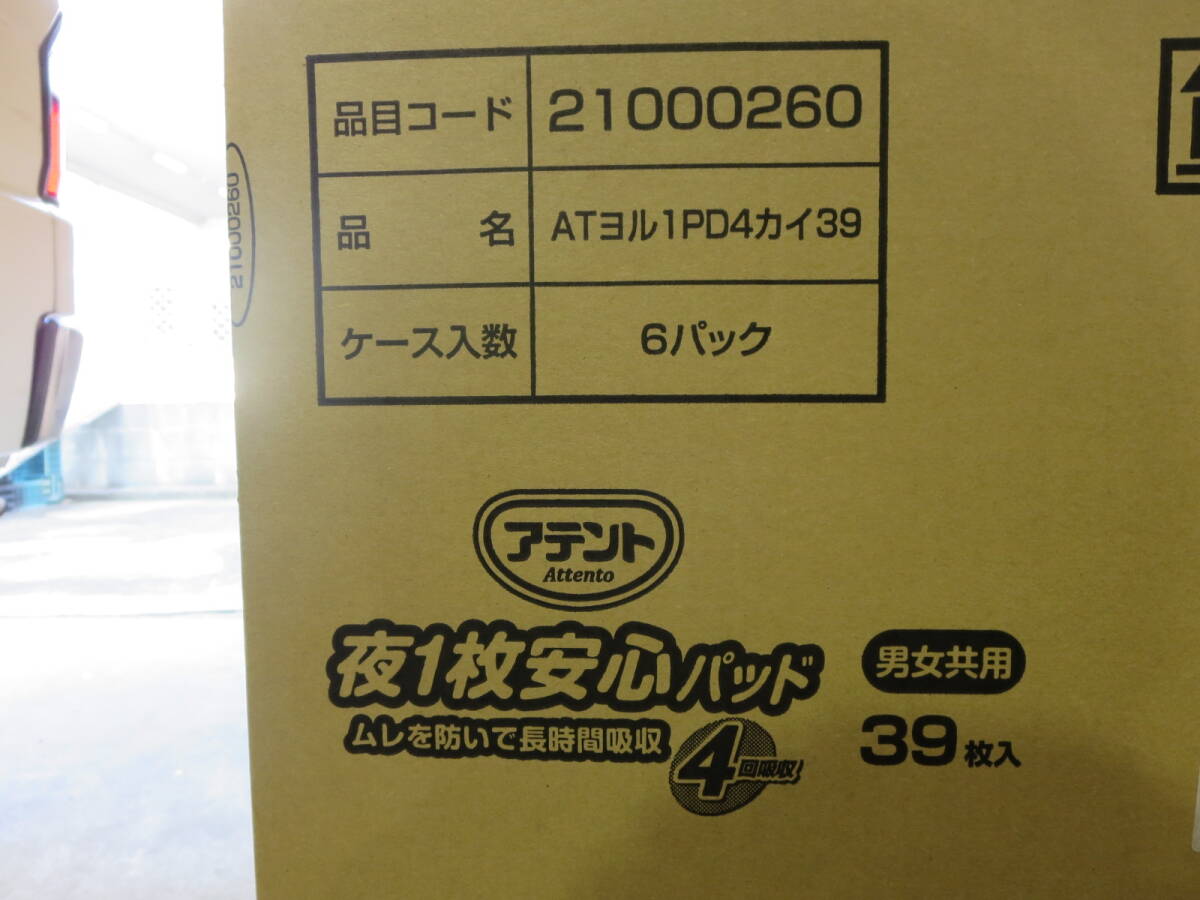 品目コード 21000260
品名 ATヨル1PD4カイ39
ケース入数 6パック
21000260
アテント
Attento
夜1枚安心パッド
男女共用
ムレを防いで長時間吸収
4回吸収!
39枚入